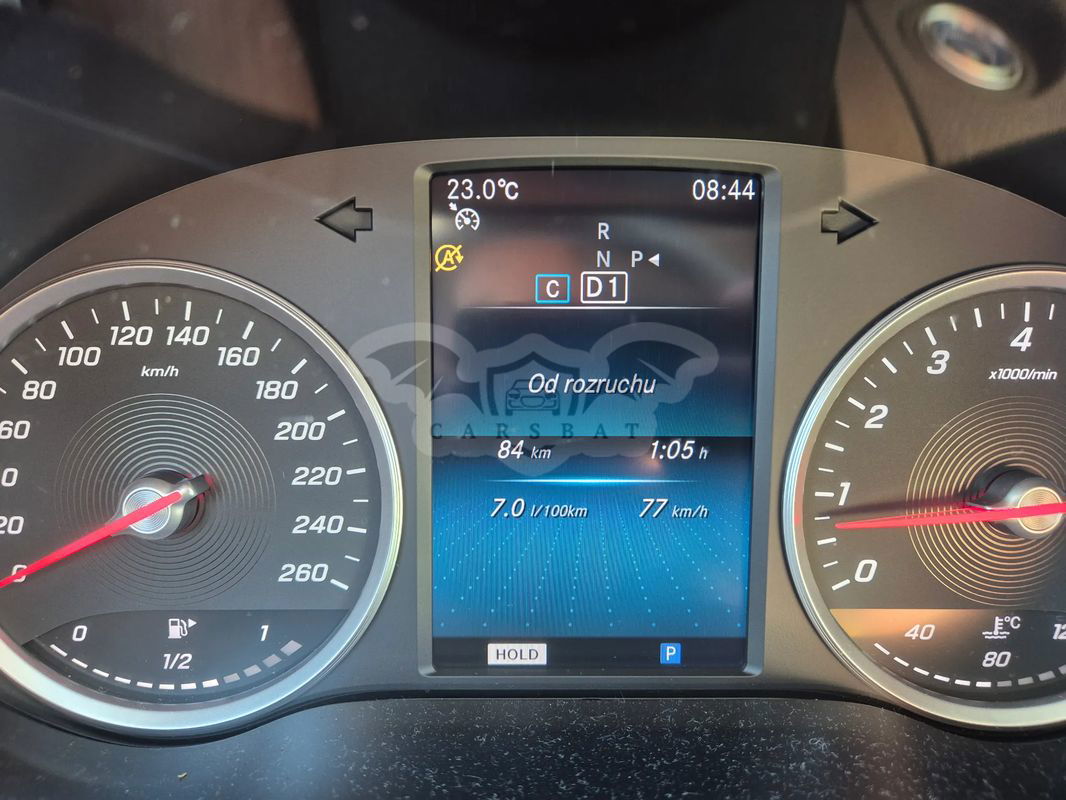 23.0°C 08:44
R
N P
C D1
Od rozruchu
CARSBAT
84 km 1:05 h
7.0 l/100km 77 km/h
HOLD P
80 100 120 140 160 180 200 220 240 260
km/h
0 1/2 1
0 1 2 3 4
x1000/min
40 °C
80